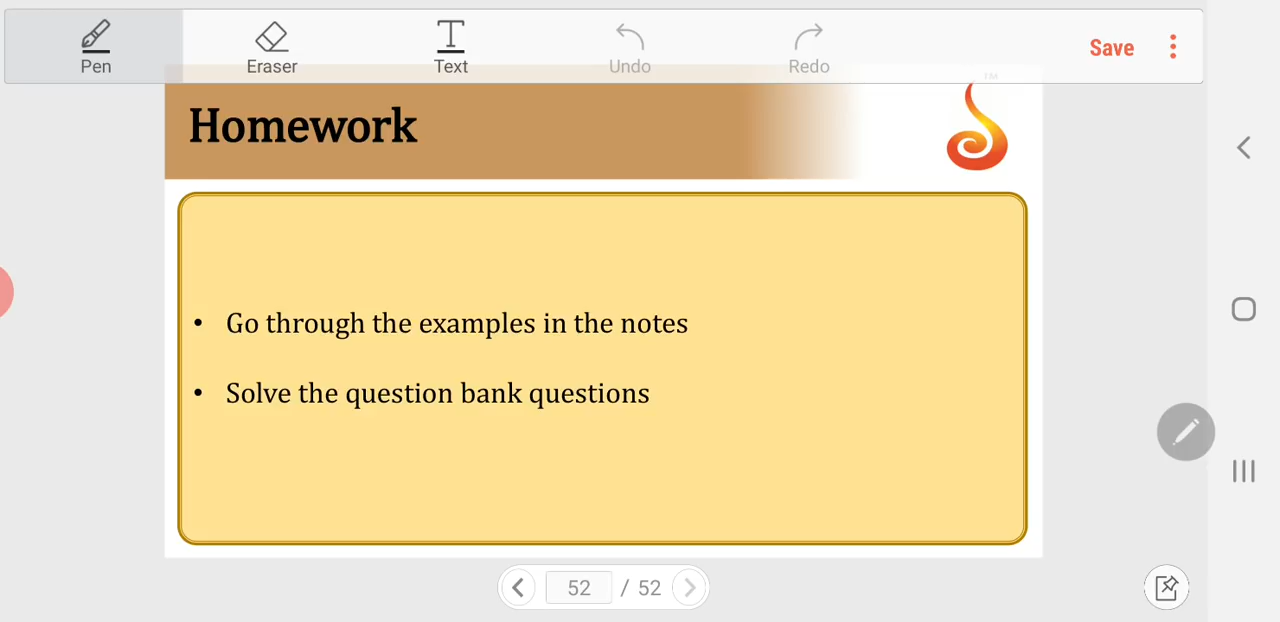 Pen
Eraser
Text
Undo
Redo
Save
TM
Homework
• Go through the examples in the notes
• Solve the question bank questions
52 / 52